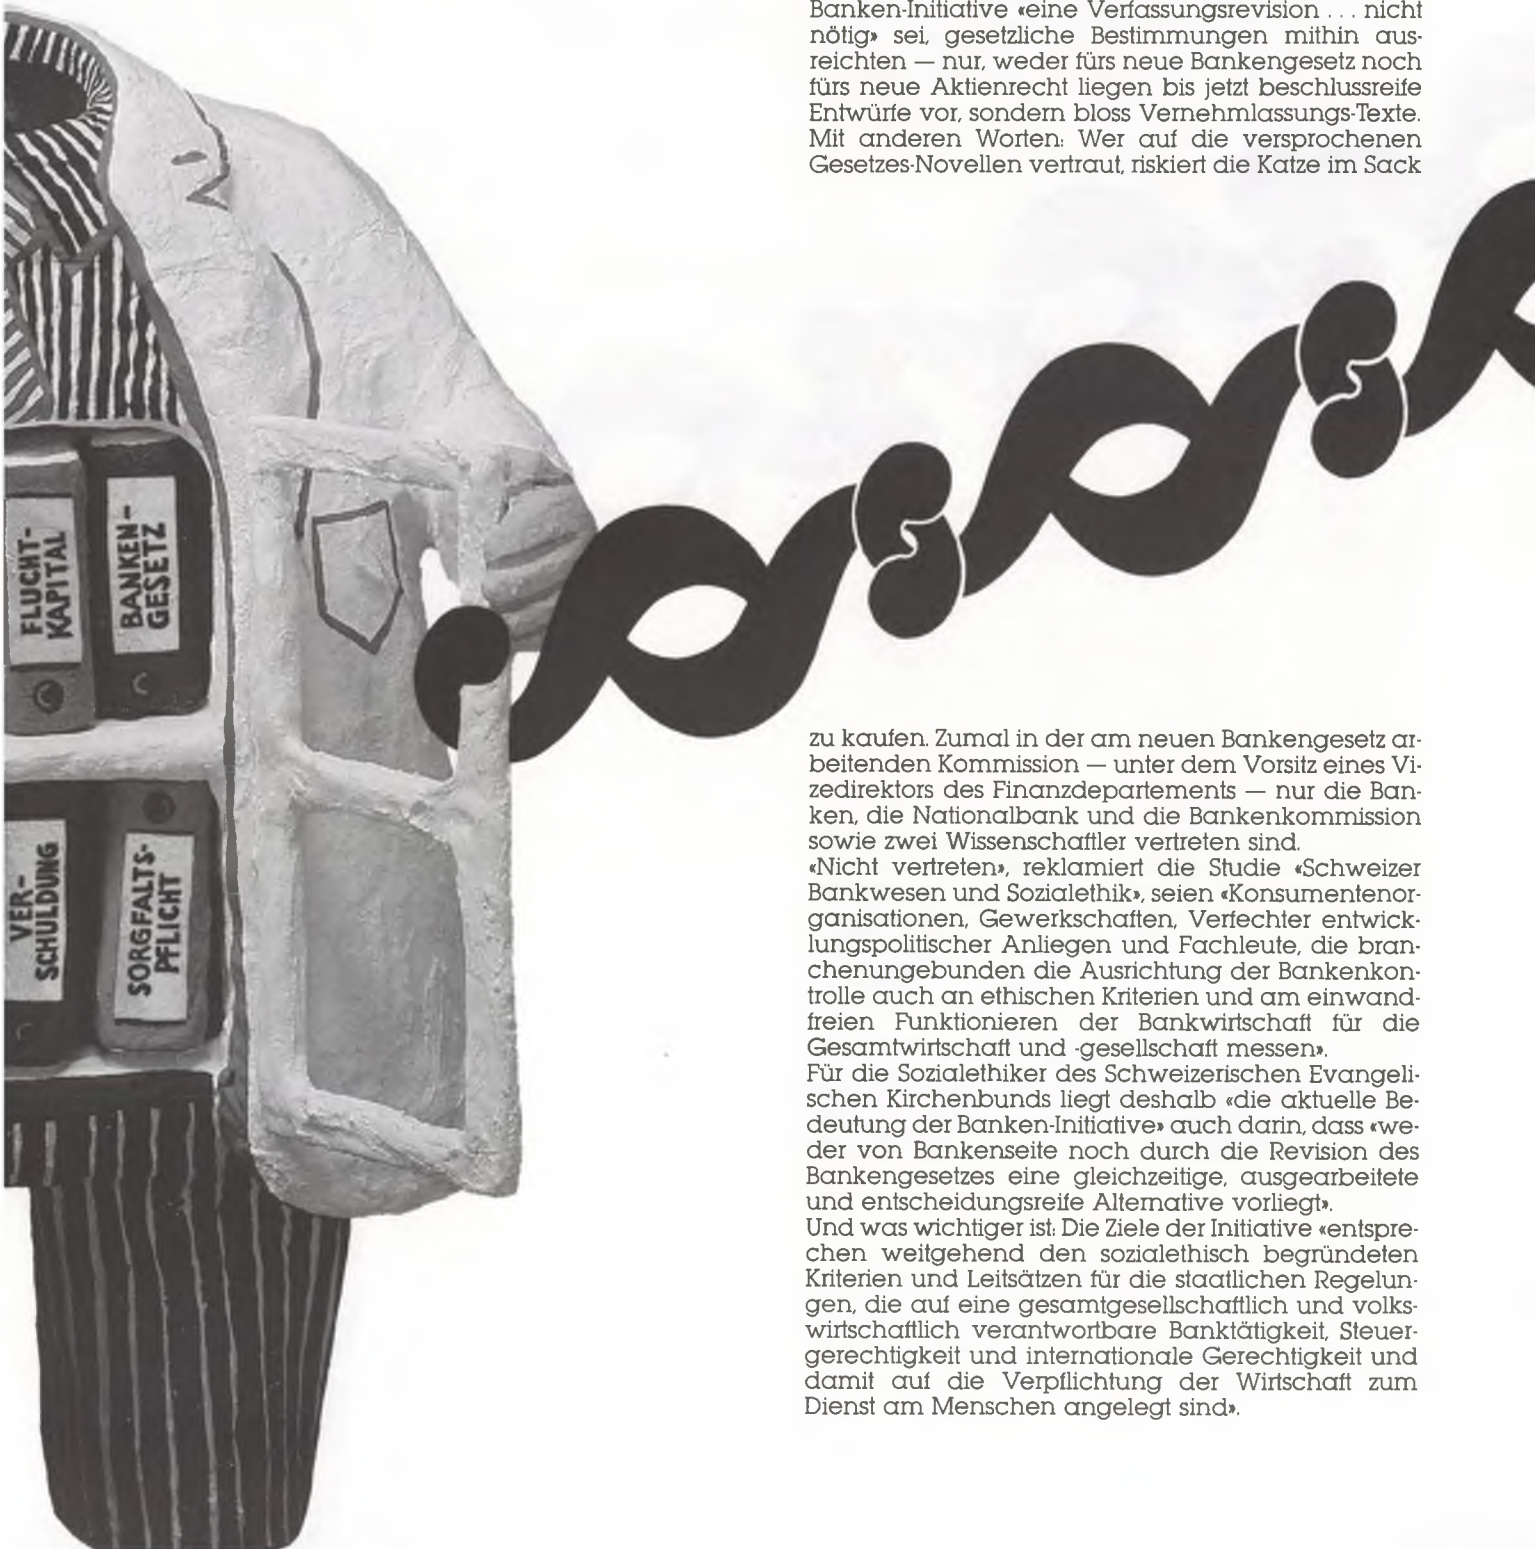 Banken-Initiative «eine Verfassungsrevision . . . nicht
nötig» sei, gesetzliche Bestimmungen mithin aus-
reichten — nur, weder fürs neue Bankengesetz noch
fürs neue Aktienrecht liegen bis jetzt beschlussreife
Entwürfe vor, sondern bloss Vernehmlassungs-Texte.
Mit anderen Worten: Wer auf die versprochenen
Gesetzes-Novellen vertraut, riskiert die Katze im Sack
FLUCHT-
KAPITAL
BANKEN-
GESETZ
VER-
SCHULDUNG
SORGFALTS-
PFLICHT
zu kaufen. Zumal in der am neuen Bankengesetz ar-
beitenden Kommission — unter dem Vorsitz eines Vi-
zedirektors des Finanzdepartements — nur die Ban-
ken, die Nationalbank und die Bankenkommission
sowie zwei Wissenschaftler vertreten sind.
«Nicht vertreten», reklamiert die Studie «Schweizer
Bankwesen und Sozialethik», seien «Konsumentenor-
ganisationen, Gewerkschaften, Verfechter entwick-
lungspolitischer Anliegen und Fachleute, die bran-
chenungebunden die Ausrichtung der Bankenkon-
trolle auch an ethischen Kriterien und am einwand-
freien Funktionieren der Bankwirtschaft für die
Gesamtwirtschaft und -gesellschaft messen».
Für die Sozialethiker des Schweizerischen Evangeli-
schen Kirchenbunds liegt deshalb «die aktuelle Be-
deutung der Banken-Initiative» auch darin, dass «we-
der von Bankenseite noch durch die Revision des
Bankengesetzes eine gleichzeitige, ausgearbeitete
und entscheidungsreife Alternative vorliegt».
Und was wichtiger ist: Die Ziele der Initiative «entspre-
chen weitgehend den sozialethisch begründeten
Kriterien und Leitsätzen für die staatlichen Regelun-
gen, die auf eine gesamtgesellschaftlich und volks-
wirtschaftlich verantwortbare Banktätigkeit, Steuer-
gerechtigkeit und internationale Gerechtigkeit und
damit auf die Verpflichtung der Wirtschaft zum
Dienst am Menschen angelegt sind».